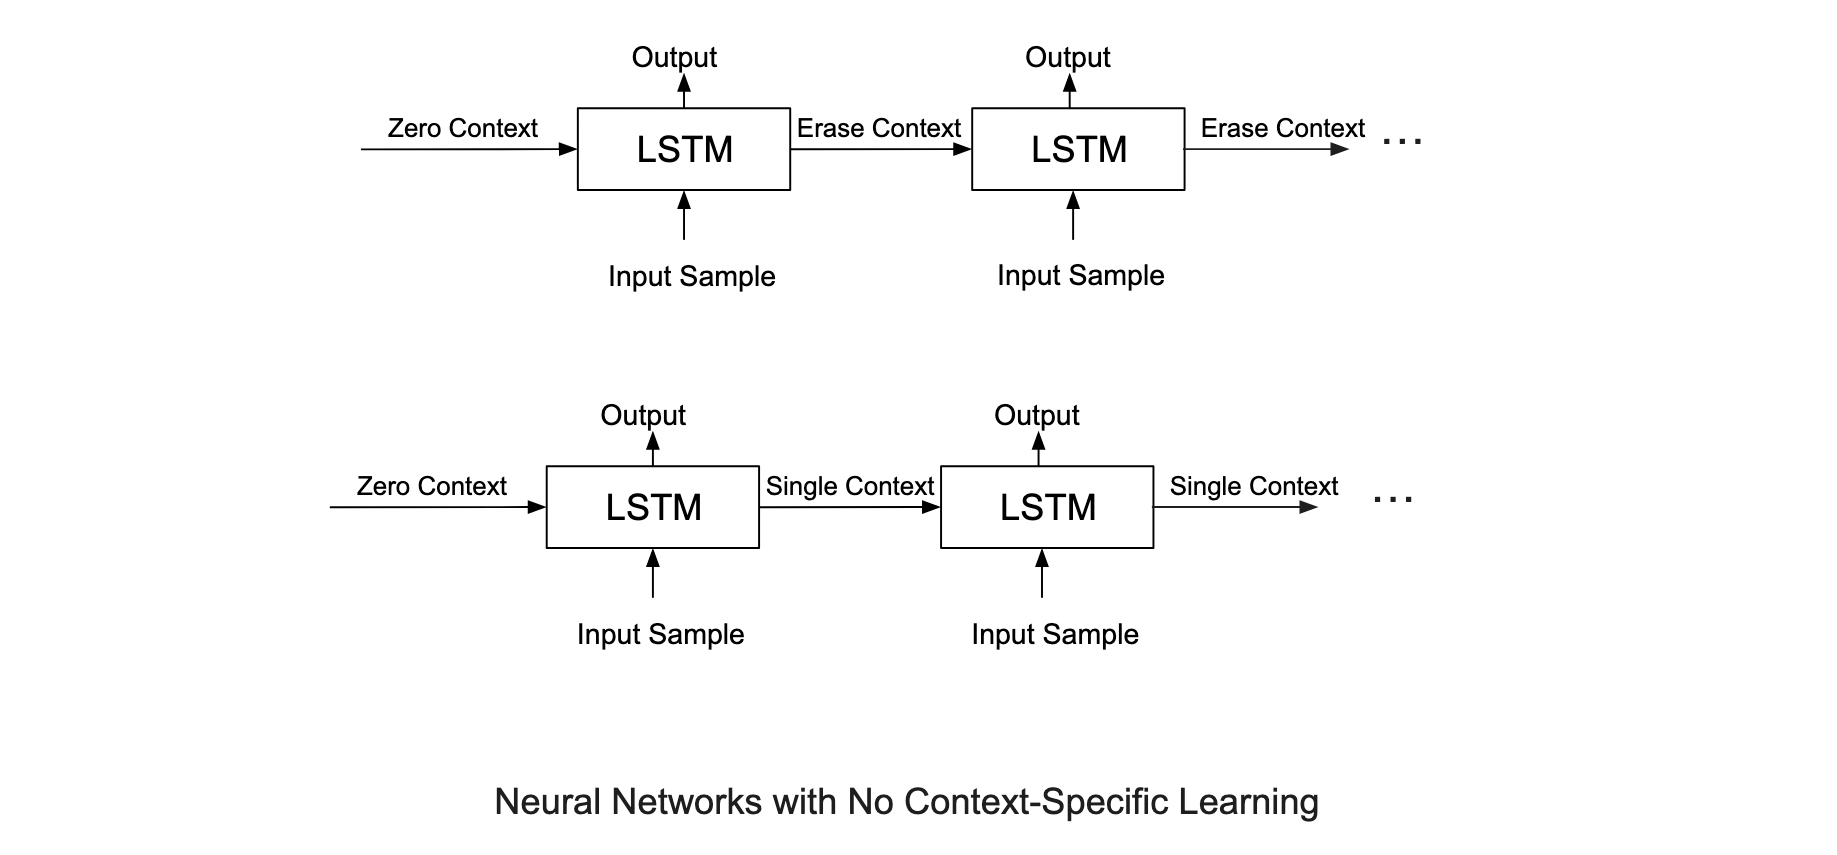 Output Output
Zero Context LSTM Erase Context LSTM Erase Context ...
Input Sample Input Sample
Output Output
Zero Context LSTM Single Context LSTM Single Context ...
Input Sample Input Sample
Neural Networks with No Context-Specific Learning